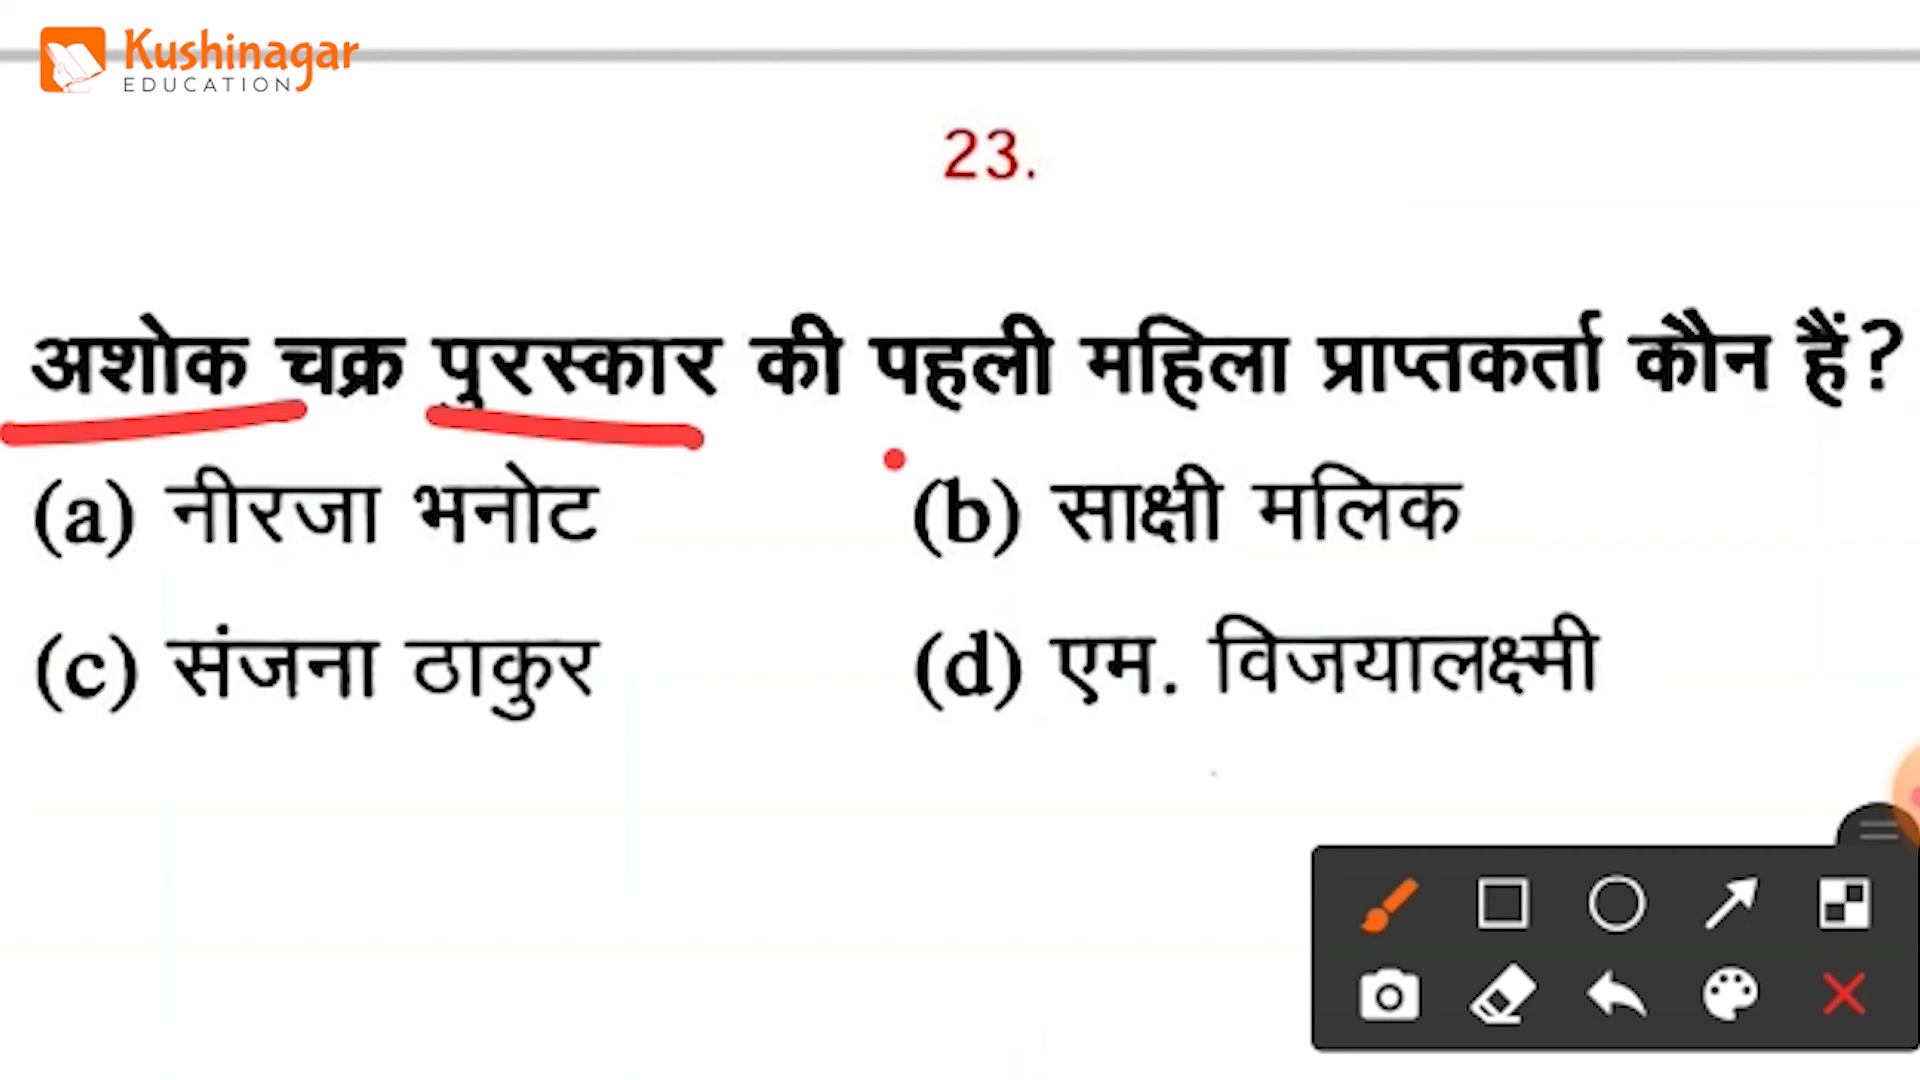 Kushinagar
EDUCATION
23.
अशोक चक्र पुरस्कार की पहली महिला प्राप्तकर्ता कौन हैं?
(a) नीरजा भनोट (b) साक्षी मलिक
(c) संजना ठाकुर (d) एम. विजयालक्ष्मी